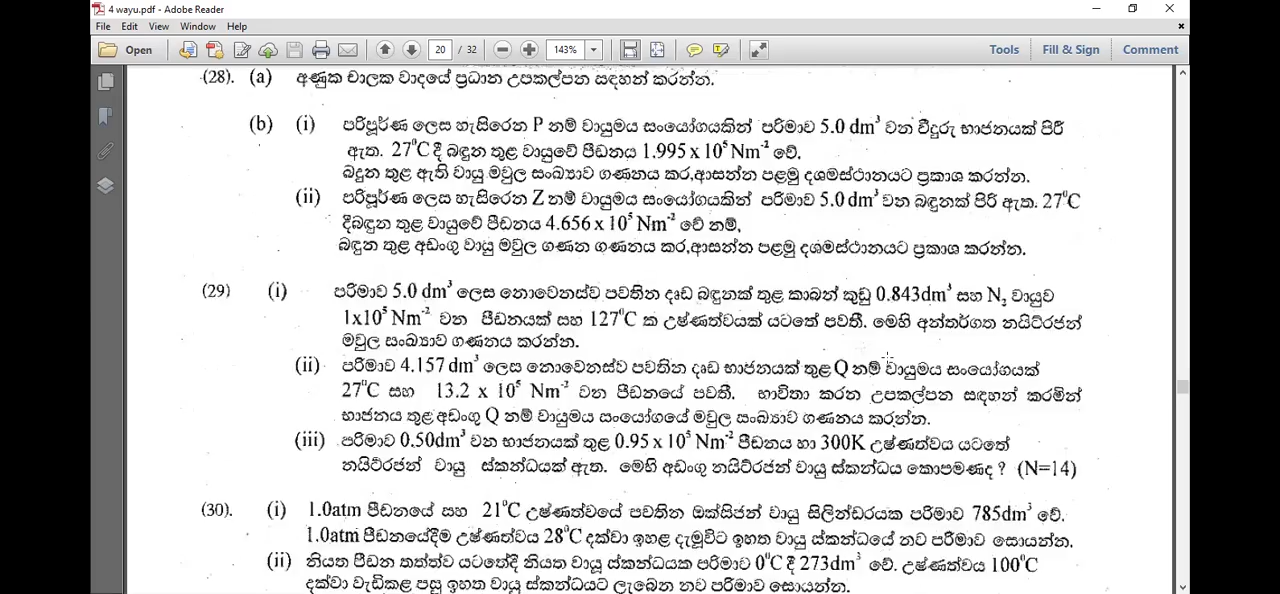 4 wayu.pdf - Adobe Reader
File Edit View Window Help
Open 20 / 32 143% Tools Fill & Sign Comment
(28). (a) අණුක චාලක වාදයේ ප්‍රධාන උපකල්පන සඳහන් කරන්න.
(b) (i) පරිපූර්ණ ලෙස හැසිරෙන P නම් වායුමය සංයෝගයකින් පරිමාව 5.0 dm³ වන වීදුරු භාජනයක් පිරී
ඇත. 27⁰C දී බඳුන තුළ වායුවේ පීඩනය 1.995 x 10⁵ Nm⁻² වේ.
බදුන තුළ ඇති වායු මවුල සංඛ්‍යාව ගණනය කර,ආසන්න පළමු දශමස්ථානයට ප්‍රකාශ කරන්න.
(ii) පරිපූර්ණ ලෙස හැසිරෙන Z නම් වායුමය සංයෝගයකින් පරිමාව 5.0 dm³ වන බඳුනක් පිරි ඇත. 27⁰C
දීබඳුන තුළ වායුවේ පීඩනය 4.656 x 10⁵ Nm⁻² වේ නම්,
බඳුන තුළ අඩංගු වායු මවුල ගණන ගණනය කර,ආසන්න පළමු දශමස්ථානයට ප්‍රකාශ කරන්න.
(29) (i) පරිමාව 5.0 dm³ ලෙස නොවෙනස්ව පවතින දෘඩ බඳුනක් තුළ කාබන් කුඩු 0.843dm³ සහ N₂ වායුව
1x10⁵ Nm⁻² වන පීඩනයක් සහ 127⁰C ක උෂ්ණත්වයක් යටතේ පවතී. මෙහි අන්තර්ගත නයිට්රජන්
මවුල සංඛ්‍යාව ගණනය කරන්න.
(ii) පරිමාව 4.157 dm³ ලෙස නොවෙනස්ව පවතින දෘඩ භාජනයක් තුළ Q නම් වායුමය සංයෝගයක්
27⁰C සහ 13.2 x 10⁵ Nm⁻² වන පීඩනයේ පවතී. භාවිතා කරන උපකල්පන සඳහන් කරමින්
භාජනය තුළ අඩංගු Q නම් වායුමය සංයෝගයේ මවුල සංඛ්‍යාව ගණනය කරන්න.
(iii) පරිමාව 0.50dm³ වන භාජනයක් තුළ 0.95 x 10⁵ Nm⁻² පීඩනය හා 300K උෂ්ණත්වය යටතේ
නයිට්රජන් වායු ස්කන්ධයක් ඇත. මෙහි අඩංගු නයිට්රජන් වායු ස්කන්ධය කොපමණද ? (N=14)
(30). (i) 1.0atm පීඩනයේ සහ 21⁰C උෂ්ණත්වයේ පවතින ඔක්සිජන් වායු සිලින්ඩරයක පරිමාව 785dm³ වේ.
1.0atm පීඩනයේදීම උෂ්ණත්වය 28⁰C දක්වා ඉහළ දැමූවිට ඉහත වායු ස්කන්ධයේ නව පරිමාව සොයන්න.
(ii) නියත පීඩන තත්ත්ව යටතේදී නියත වායු ස්කන්ධයක පරිමාව 0⁰C දී 273dm³ වේ. උෂ්ණත්වය 100⁰C
දක්වා වැඩිකළ පසු ඉහත වායු ස්කන්ධයට ලැබෙන නව පරිමාව සොයන්න.